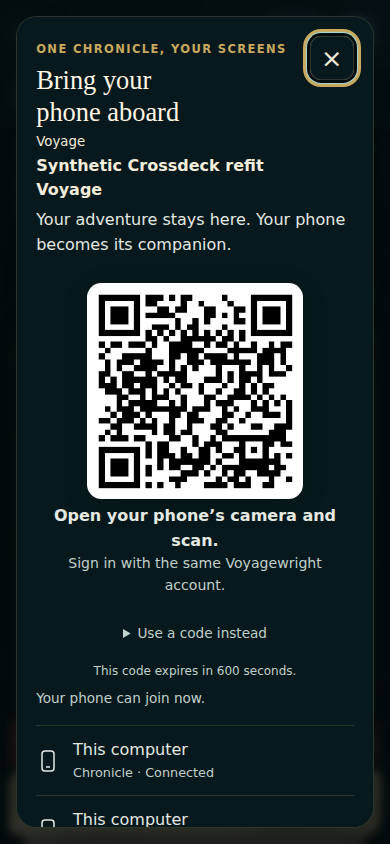 ONE CHRONICLE, YOUR SCREENS
Bring your
phone aboard
Voyage
Synthetic Crossdeck refit
Voyage
Your adventure stays here. Your phone
becomes its companion.
Open your phone’s camera and
scan.
Sign in with the same Voyagewright
account.
Use a code instead
This code expires in 600 seconds.
Your phone can join now.
This computer
Chronicle · Connected
This computer